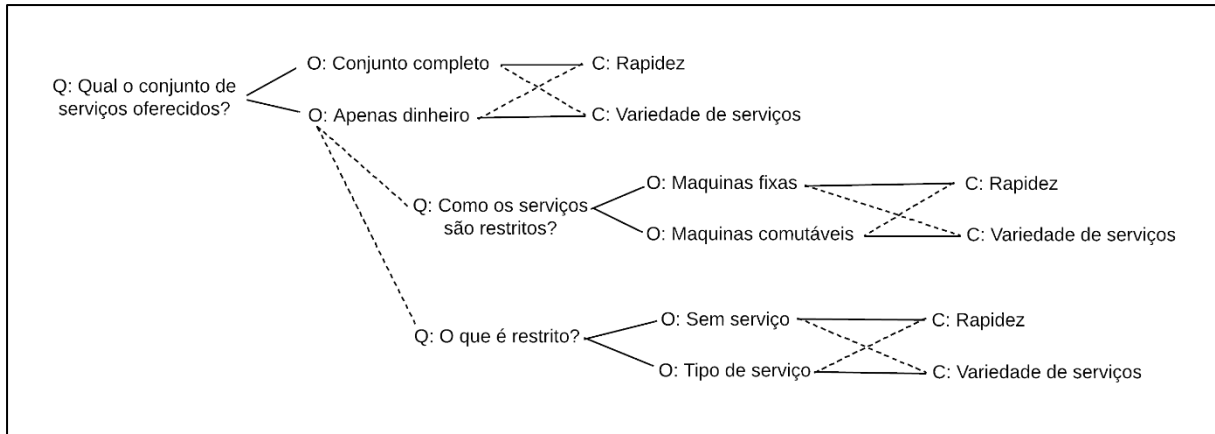 Q: Qual o conjunto de
serviços oferecidos?
O: Conjunto completo
C: Rapidez
O: Apenas dinheiro
C: Variedade de serviços
Q: Como os serviços
são restritos?
O: Maquinas fixas
C: Rapidez
O: Maquinas comutáveis
C: Variedade de serviços
Q: O que é restrito?
O: Sem serviço
C: Rapidez
O: Tipo de serviço
C: Variedade de serviços